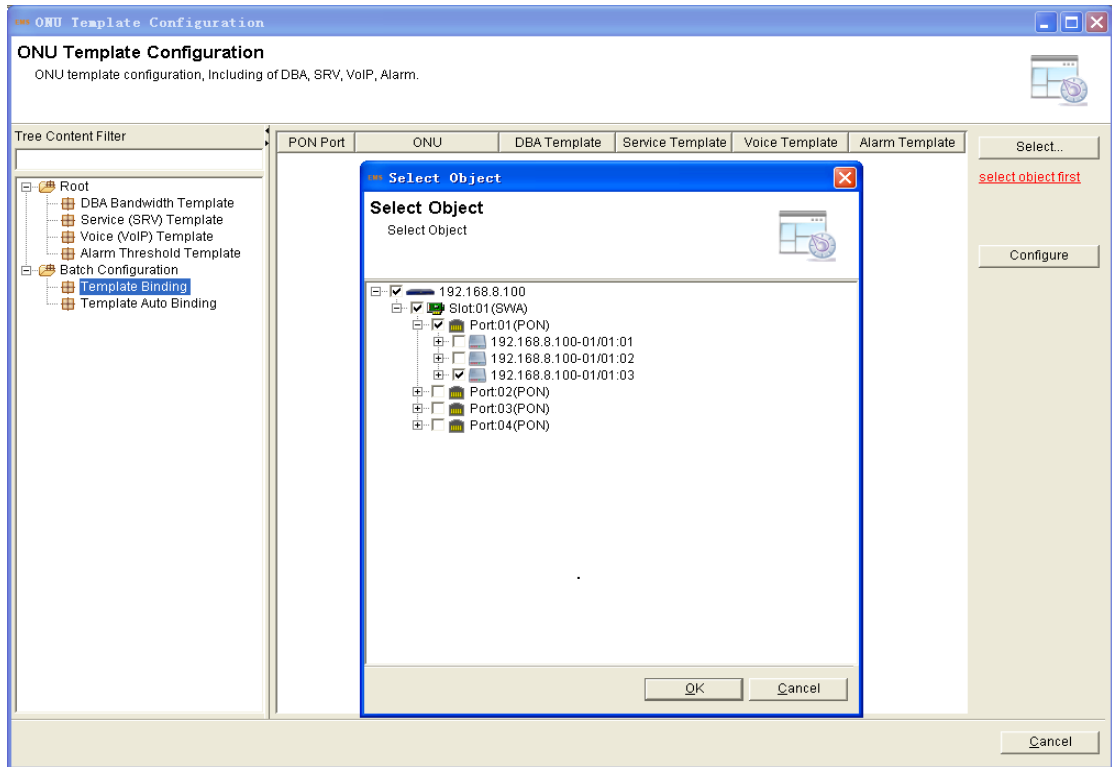 ONU Template Configuration
ONU Template Configuration
ONU template configuration, Including of DBA, SRV, VoIP, Alarm.
Tree Content Filter
Root
DBA Bandwidth Template
Service (SRV) Template
Voice (VoIP) Template
Alarm Threshold Template
Batch Configuration
Template Binding
Template Auto Binding
PON Port ONU DBA Template Service Template Voice Template Alarm Template
Select...
select object first
Configure
Select Object
Select Object
Select Object
192.168.8.100
Slot:01(SWA)
Port:01(PON)
192.168.8.100-01/01:01
192.168.8.100-01/01:02
192.168.8.100-01/01:03
Port:02(PON)
Port:03(PON)
Port:04(PON)
OK Cancel
Cancel